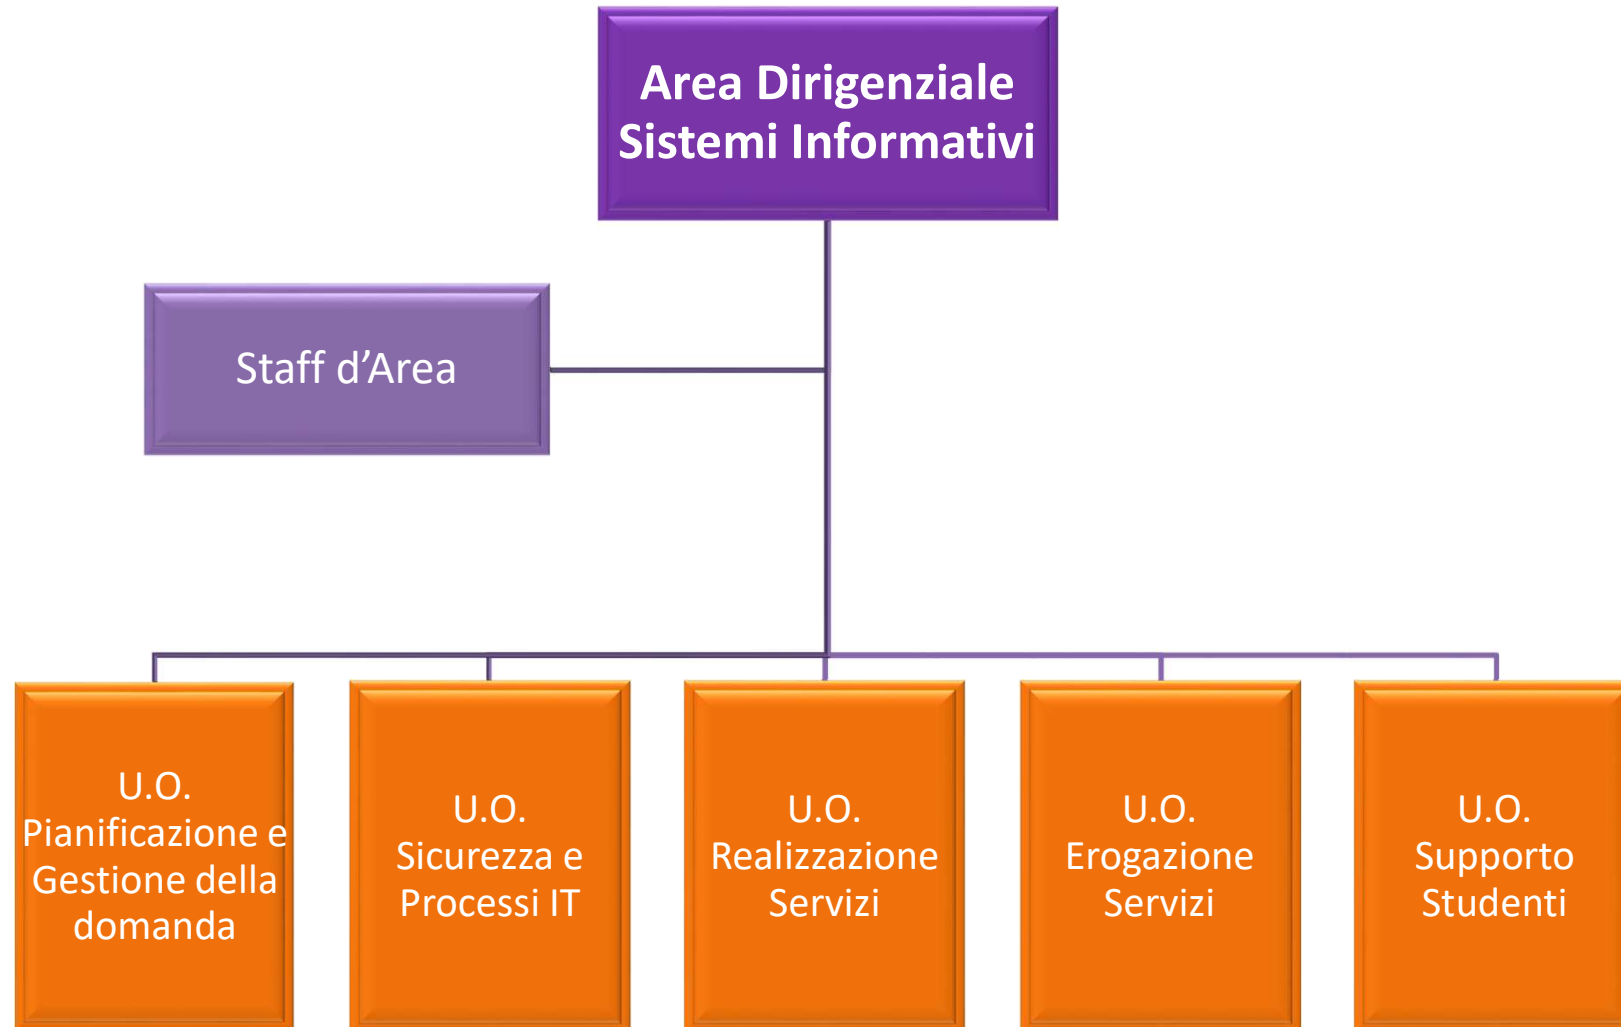 Area Dirigenziale
Sistemi Informativi
Staff d’Area
U.O.
Pianificazione e
Gestione della
domanda
U.O.
Sicurezza e
Processi IT
U.O.
Realizzazione
Servizi
U.O.
Erogazione
Servizi
U.O.
Supporto
Studenti